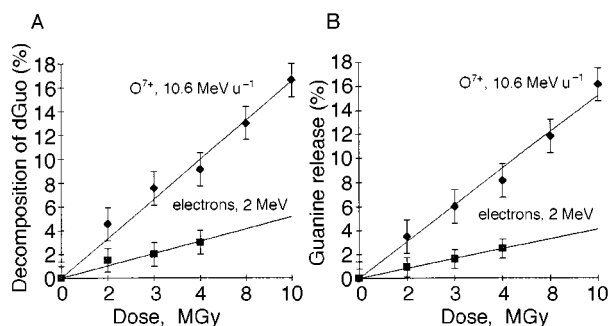 A
Decomposition of dGuo (%)
18
16
14
12
10
8
6
4
2
0
O⁷⁺, 10.6 MeV u⁻¹
electrons, 2 MeV
0 2 3 4 8 10
Dose, MGy
B
Guanine release (%)
18
16
14
12
10
8
6
4
2
0
O⁷⁺, 10.6 MeV u⁻¹
electrons, 2 MeV
0 2 3 4 8 10
Dose, MGy